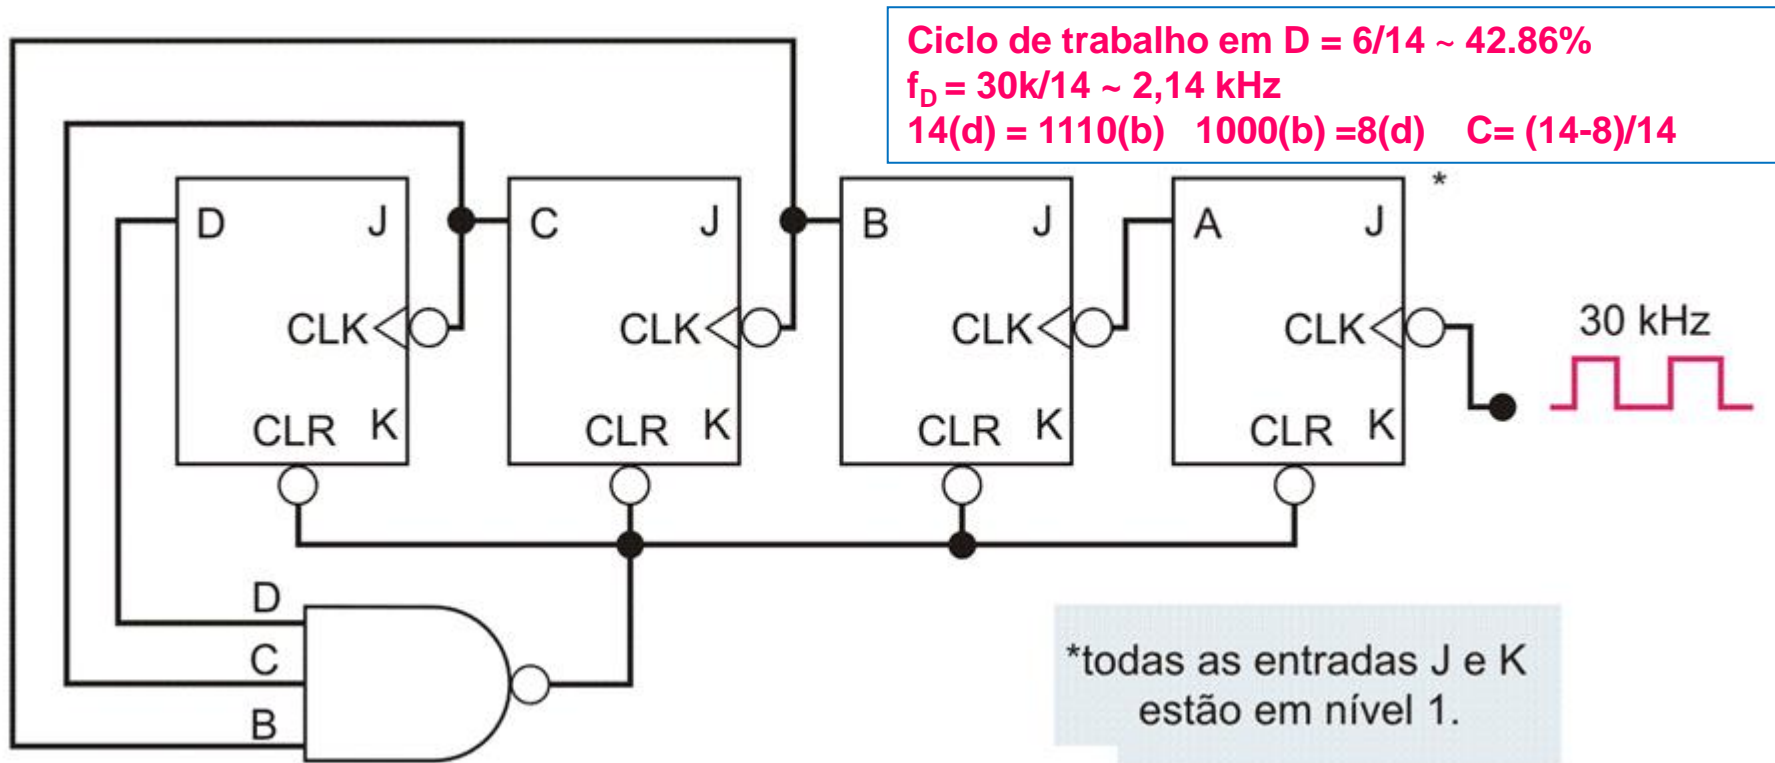 Ciclo de trabalho em D = 6/14 ~ 42.86%
f_D = 30k/14 ~ 2,14 kHz
14(d) = 1110(b) 1000(b) =8(d) C= (14-8)/14
*
D J
C J
B J
A J
30 kHz
CLK
CLK
CLK
CLK
CLR K
CLR K
CLR K
CLR K
D
C
B
*todas as entradas J e K
estão em nível 1.